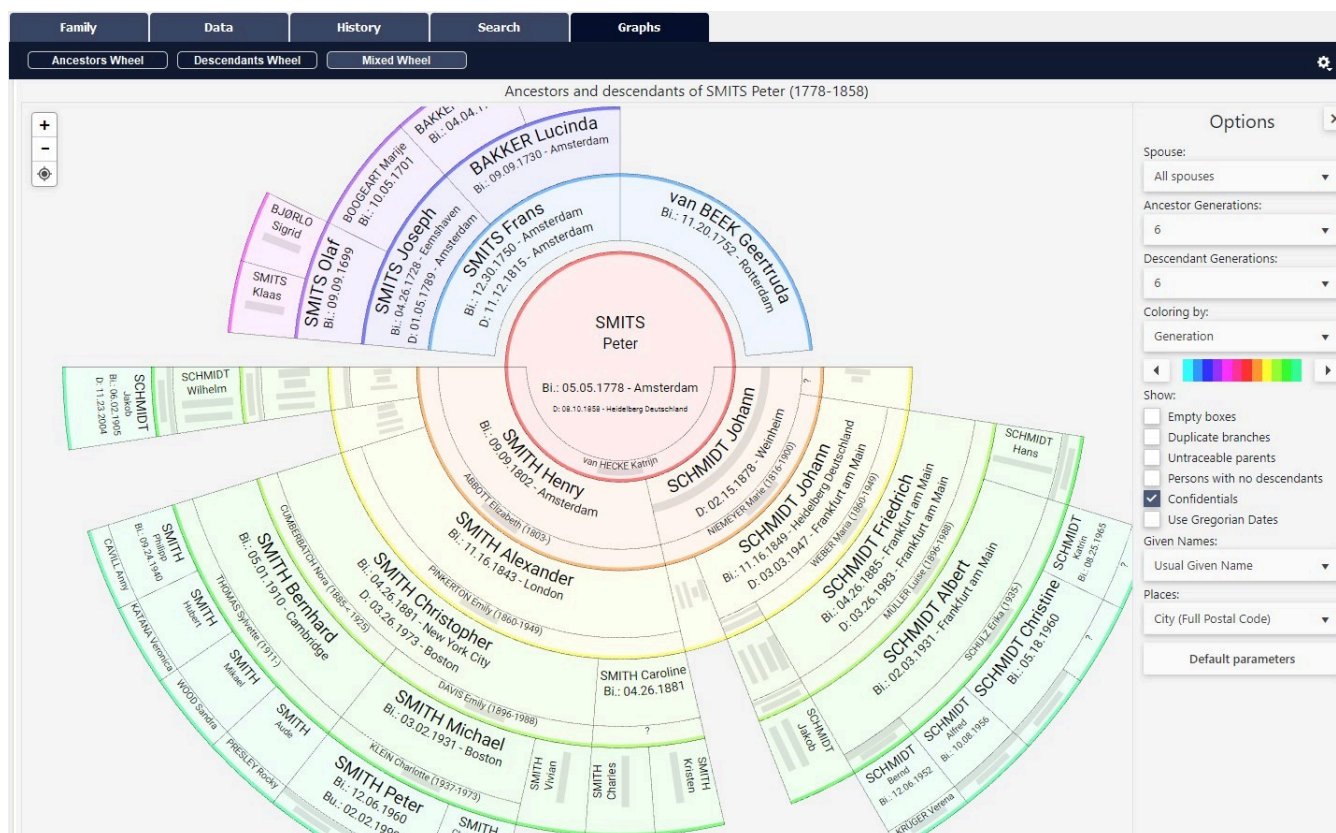 Family
Data
History
Search
Graphs
Ancestors Wheel
Descendants Wheel
Mixed Wheel
Ancestors and descendants of SMITS Peter (1778-1858)
+
−
BAKKER
Bi.: 04.04.1
BAKKER Lucinda
Bi.: 09.09.1730 - Amsterdam
BOOGEART Marije
Bi.: 10.05.1701
BJØRLO
Sigrid
SMITS
Klaas
SMITS Olaf
Bi.: 09.09.1699
SMITS Joseph
Bi.: 04.26.1728 - Eemshaven
D: 01.05.1789 - Amsterdam
SMITS Frans
Bi.: 12.30.1750 - Amsterdam
D: 11.12.1815 - Amsterdam
van BEEK Geertruda
Bi.: 11.20.1752 - Rotterdam
SMITS
Peter
Bi.: 05.05.1778 - Amsterdam
D: 08.10.1858 - Heidelberg Deutschland
van HECKE Katrijn
SCHMIDT
Jakob
Bi.: 06.02.1905
D: 11.23.2004
SCHMIDT
Wilhelm
SMITH Henry
Bi.: 09.09.1802 - Amsterdam
ABBOTT Elizabeth (1803-)
SCHMIDT Johann
D: 02.15.1878 - Weinheim
NIEMEYER Marie (1816-1900)
?
SMITH Alexander
Bi.: 11.16.1843 - London
PINKERTON Emily (1860-1949)
SCHMIDT Johann
Bi.: 11.16.1849 - Heidelberg Deutschland
D: 03.03.1947 - Frankfurt am Main
WEBER Maria (1860-1949)
SMITH Christopher
Bi.: 04.26.1881 - New York City
D: 03.26.1973 - Boston
CUMBERBATCH Nora (1885-≈ 1925)
DAVIS Emily (1896-1988)
SMITH Caroline
Bi.: 04.26.1881
?
SCHMIDT Friedrich
Bi.: 04.26.1885 - Frankfurt am Main
D: 03.26.1983 - Frankfurt am Main
MÜLLER Luise (1896-1988)
SCHMIDT
Hans
SMITH Bernhard
Bi.: 05.01.1910 - Cambridge
THOMAS Sylvette (1911-)
SMITH Michael
Bi.: 03.02.1931 - Boston
KLEIN Charlotte (1937-1973)
SMITH
Vivian
SMITH
Charles
SMITH
Kristen
SCHMIDT
Jakob
SCHMIDT Albert
Bi.: 02.03.1931 - Frankfurt am Main
SCHULZ Erika (1935-)
SMITH
Philipp
Bi.: 09.24.1940
CAVILL Anny
SMITH
Hubert
KATANA Veronica
SMITH
Mikael
WOOD Sandra
SMITH
Aude
PRESLEY Rocky
SMITH Peter
Bi.: 12.06.1960
Bu.: 02.02.1999
SMITH
SCHMIDT
Bernd
Bi.: 12.06.1952
KRÜGER Verena
SCHMIDT
Alfred
Bi.: 10.08.1956
SCHMIDT Christine
Bi.: 05.18.1960
?
SCHMIDT
Katrin
Bi.: 08.25.1965
?
Options
Spouse:
All spouses
Ancestor Generations:
6
Descendant Generations:
6
Coloring by:
Generation
Show:
Empty boxes
Duplicate branches
Untraceable parents
Persons with no descendants
Confidentials
Use Gregorian Dates
Given Names:
Usual Given Name
Places:
City (Full Postal Code)
Default parameters